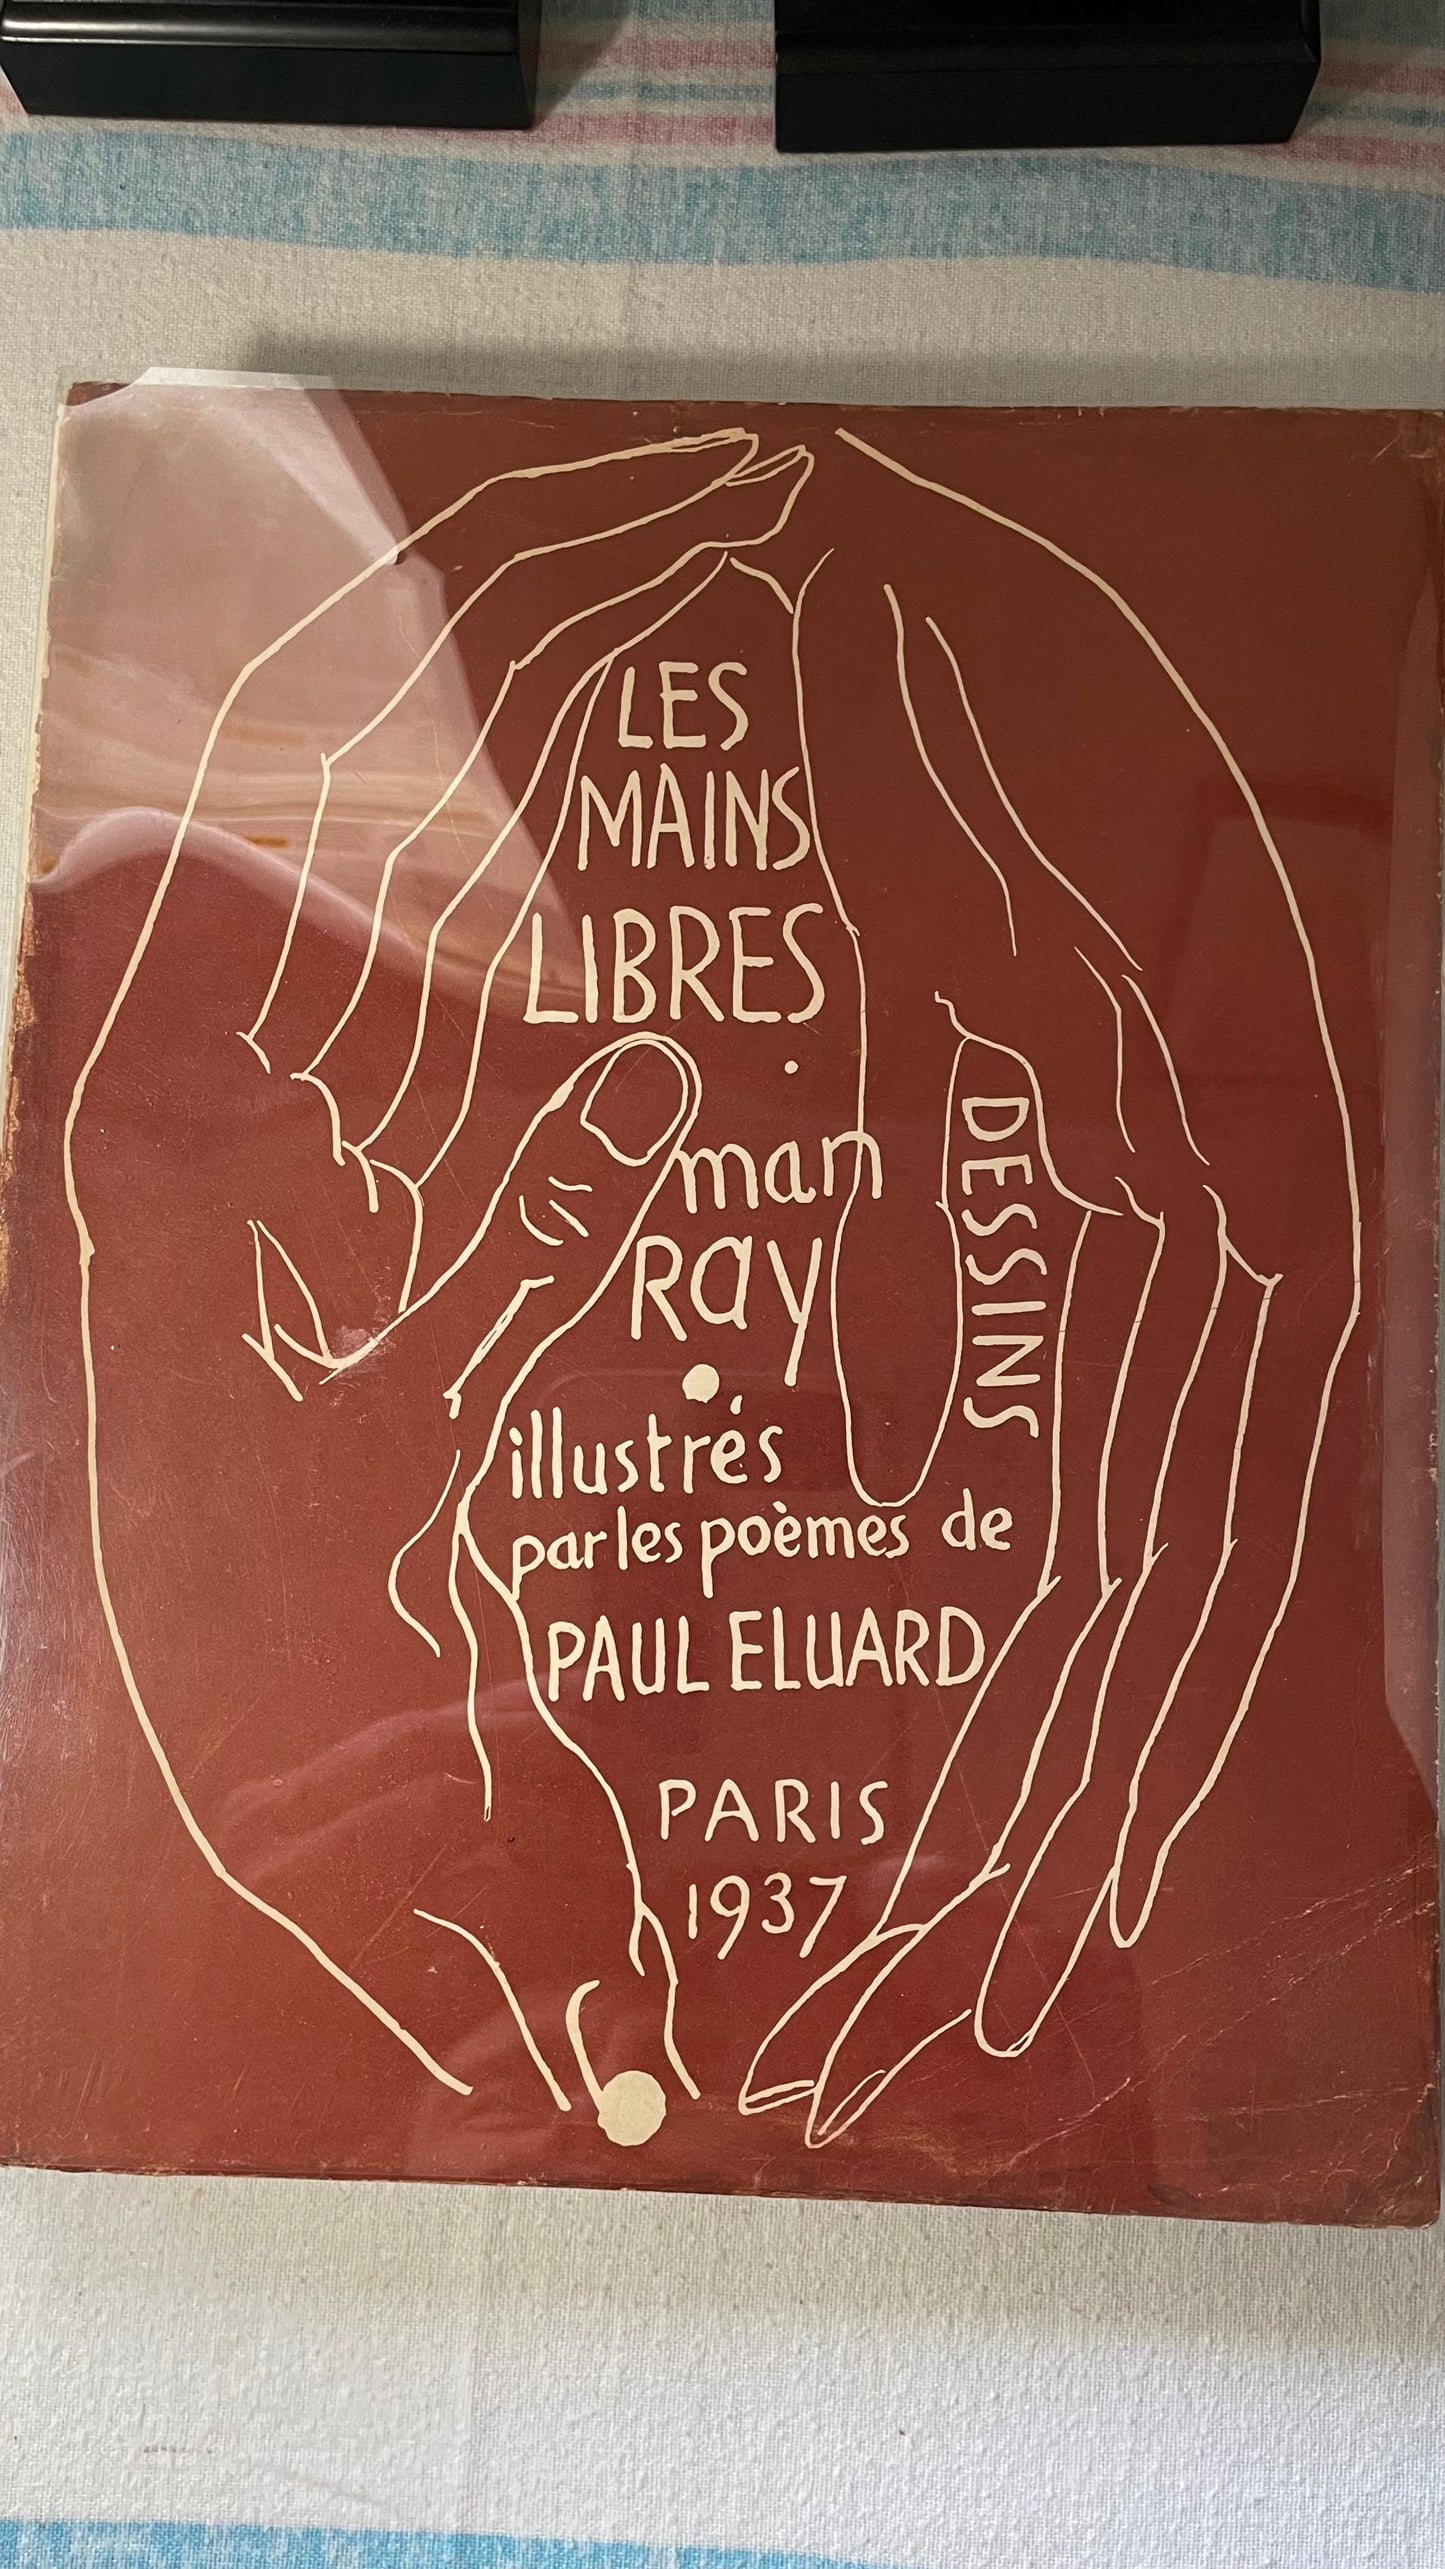 LES
MAINS
LIBRES
DESSINS
man
RAY
illustrés
par les poèmes de
PAUL ELUARD
PARIS
1937